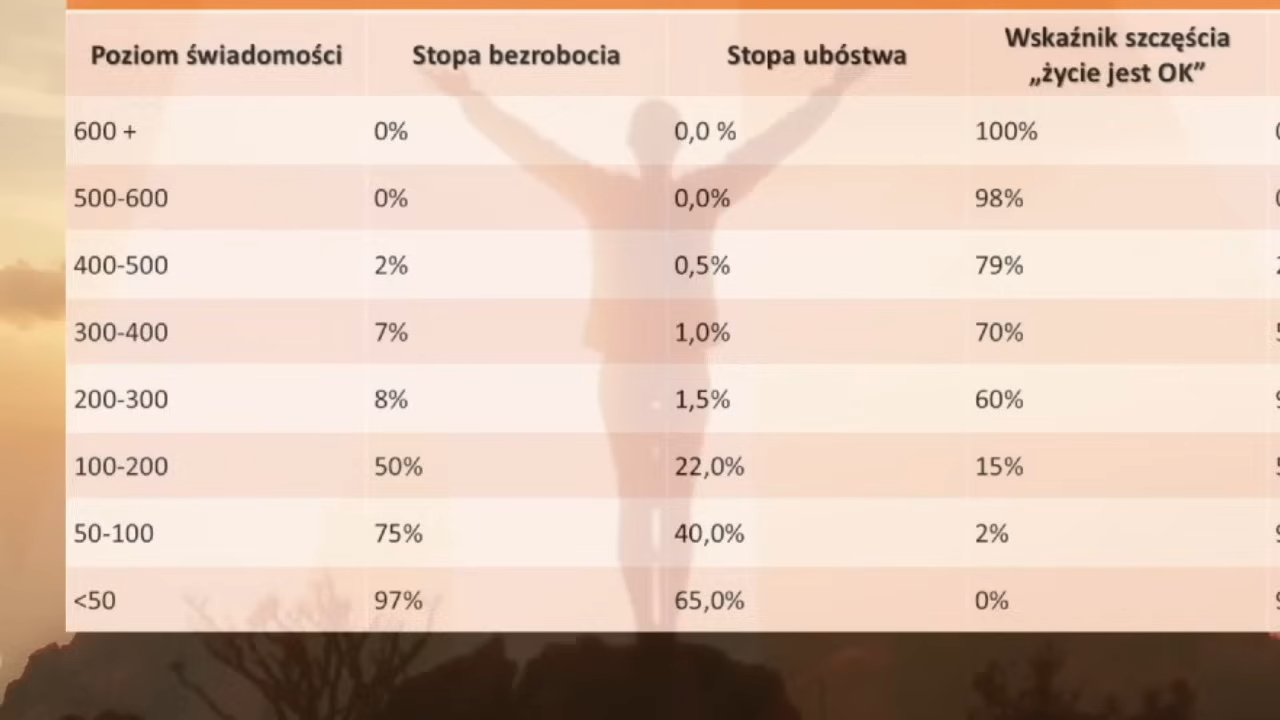 Poziom świadomości Stopa bezrobocia Stopa ubóstwa Wskaźnik szczęścia „życie jest OK”
600 + 0% 0,0 % 100%
500-600 0% 0,0% 98%
400-500 2% 0,5% 79%
300-400 7% 1,0% 70%
200-300 8% 1,5% 60%
100-200 50% 22,0% 15%
50-100 75% 40,0% 2%
<50 97% 65,0% 0%